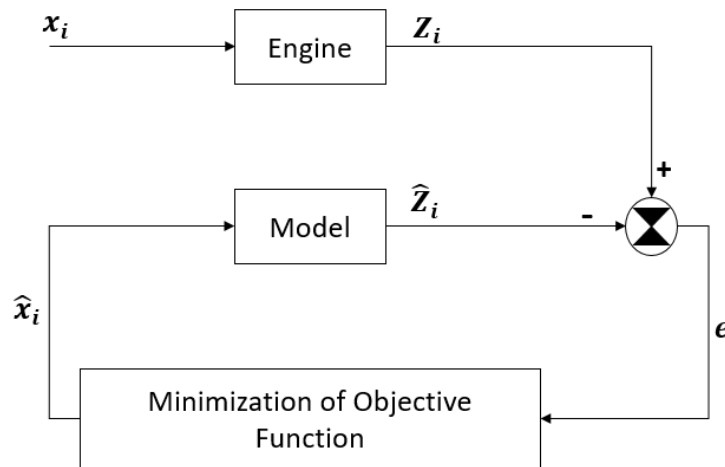 x_i
Engine
Z_i
+
Model
Ẑ_i
-
x̂_i
e
Minimization of Objective
Function